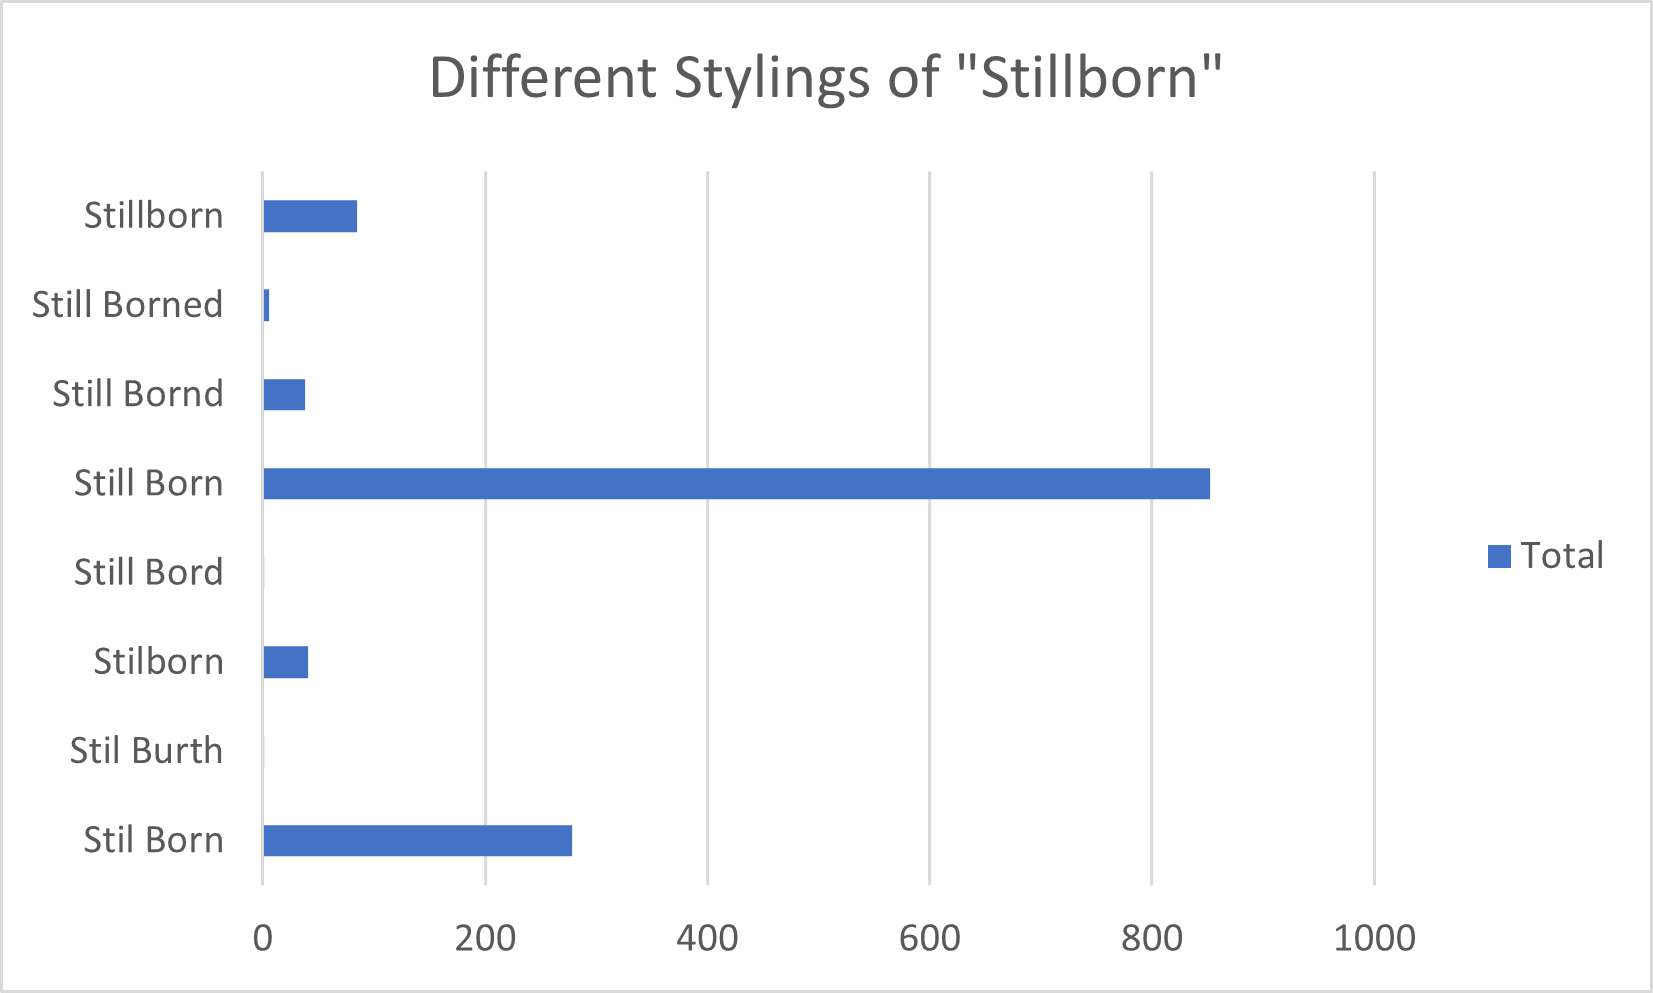 Different Stylings of "Stillborn"
Stillborn
Still Borned
Still Bornd
Still Born
Still Bord
Stilborn
Stil Burth
Stil Born
Total
0 200 400 600 800 1000